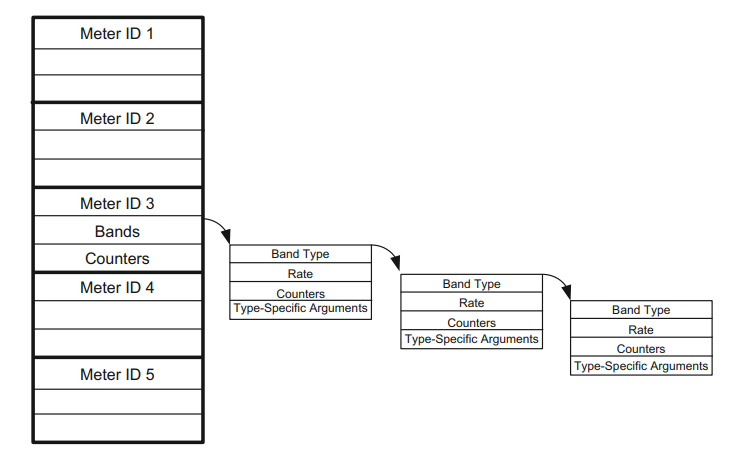 Meter ID 1
Meter ID 2
Meter ID 3
Bands
Counters
Meter ID 4
Meter ID 5
Band Type
Rate
Counters
Type-Specific Arguments
Band Type
Rate
Counters
Type-Specific Arguments
Band Type
Rate
Counters
Type-Specific Arguments